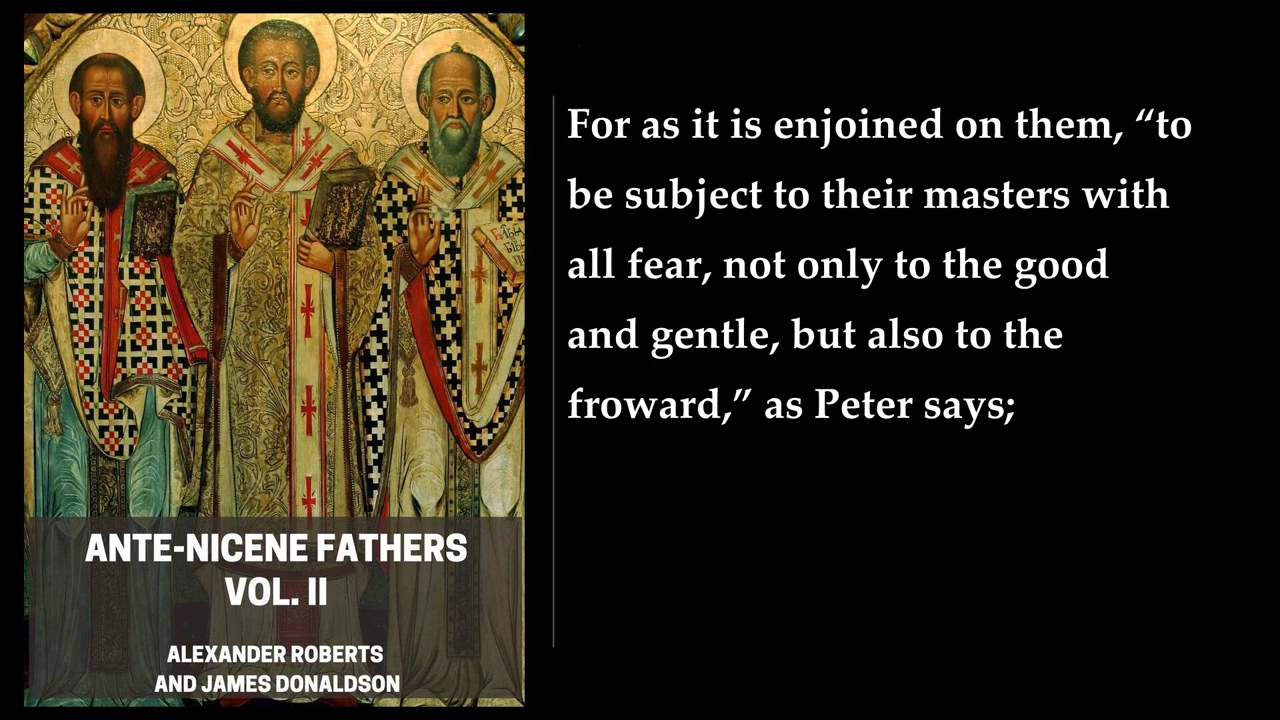 For as it is enjoined on them, “to
be subject to their masters with
all fear, not only to the good
and gentle, but also to the
froward,” as Peter says;
ANTE-NICENE FATHERS
VOL. II
ALEXANDER ROBERTS
AND JAMES DONALDSON